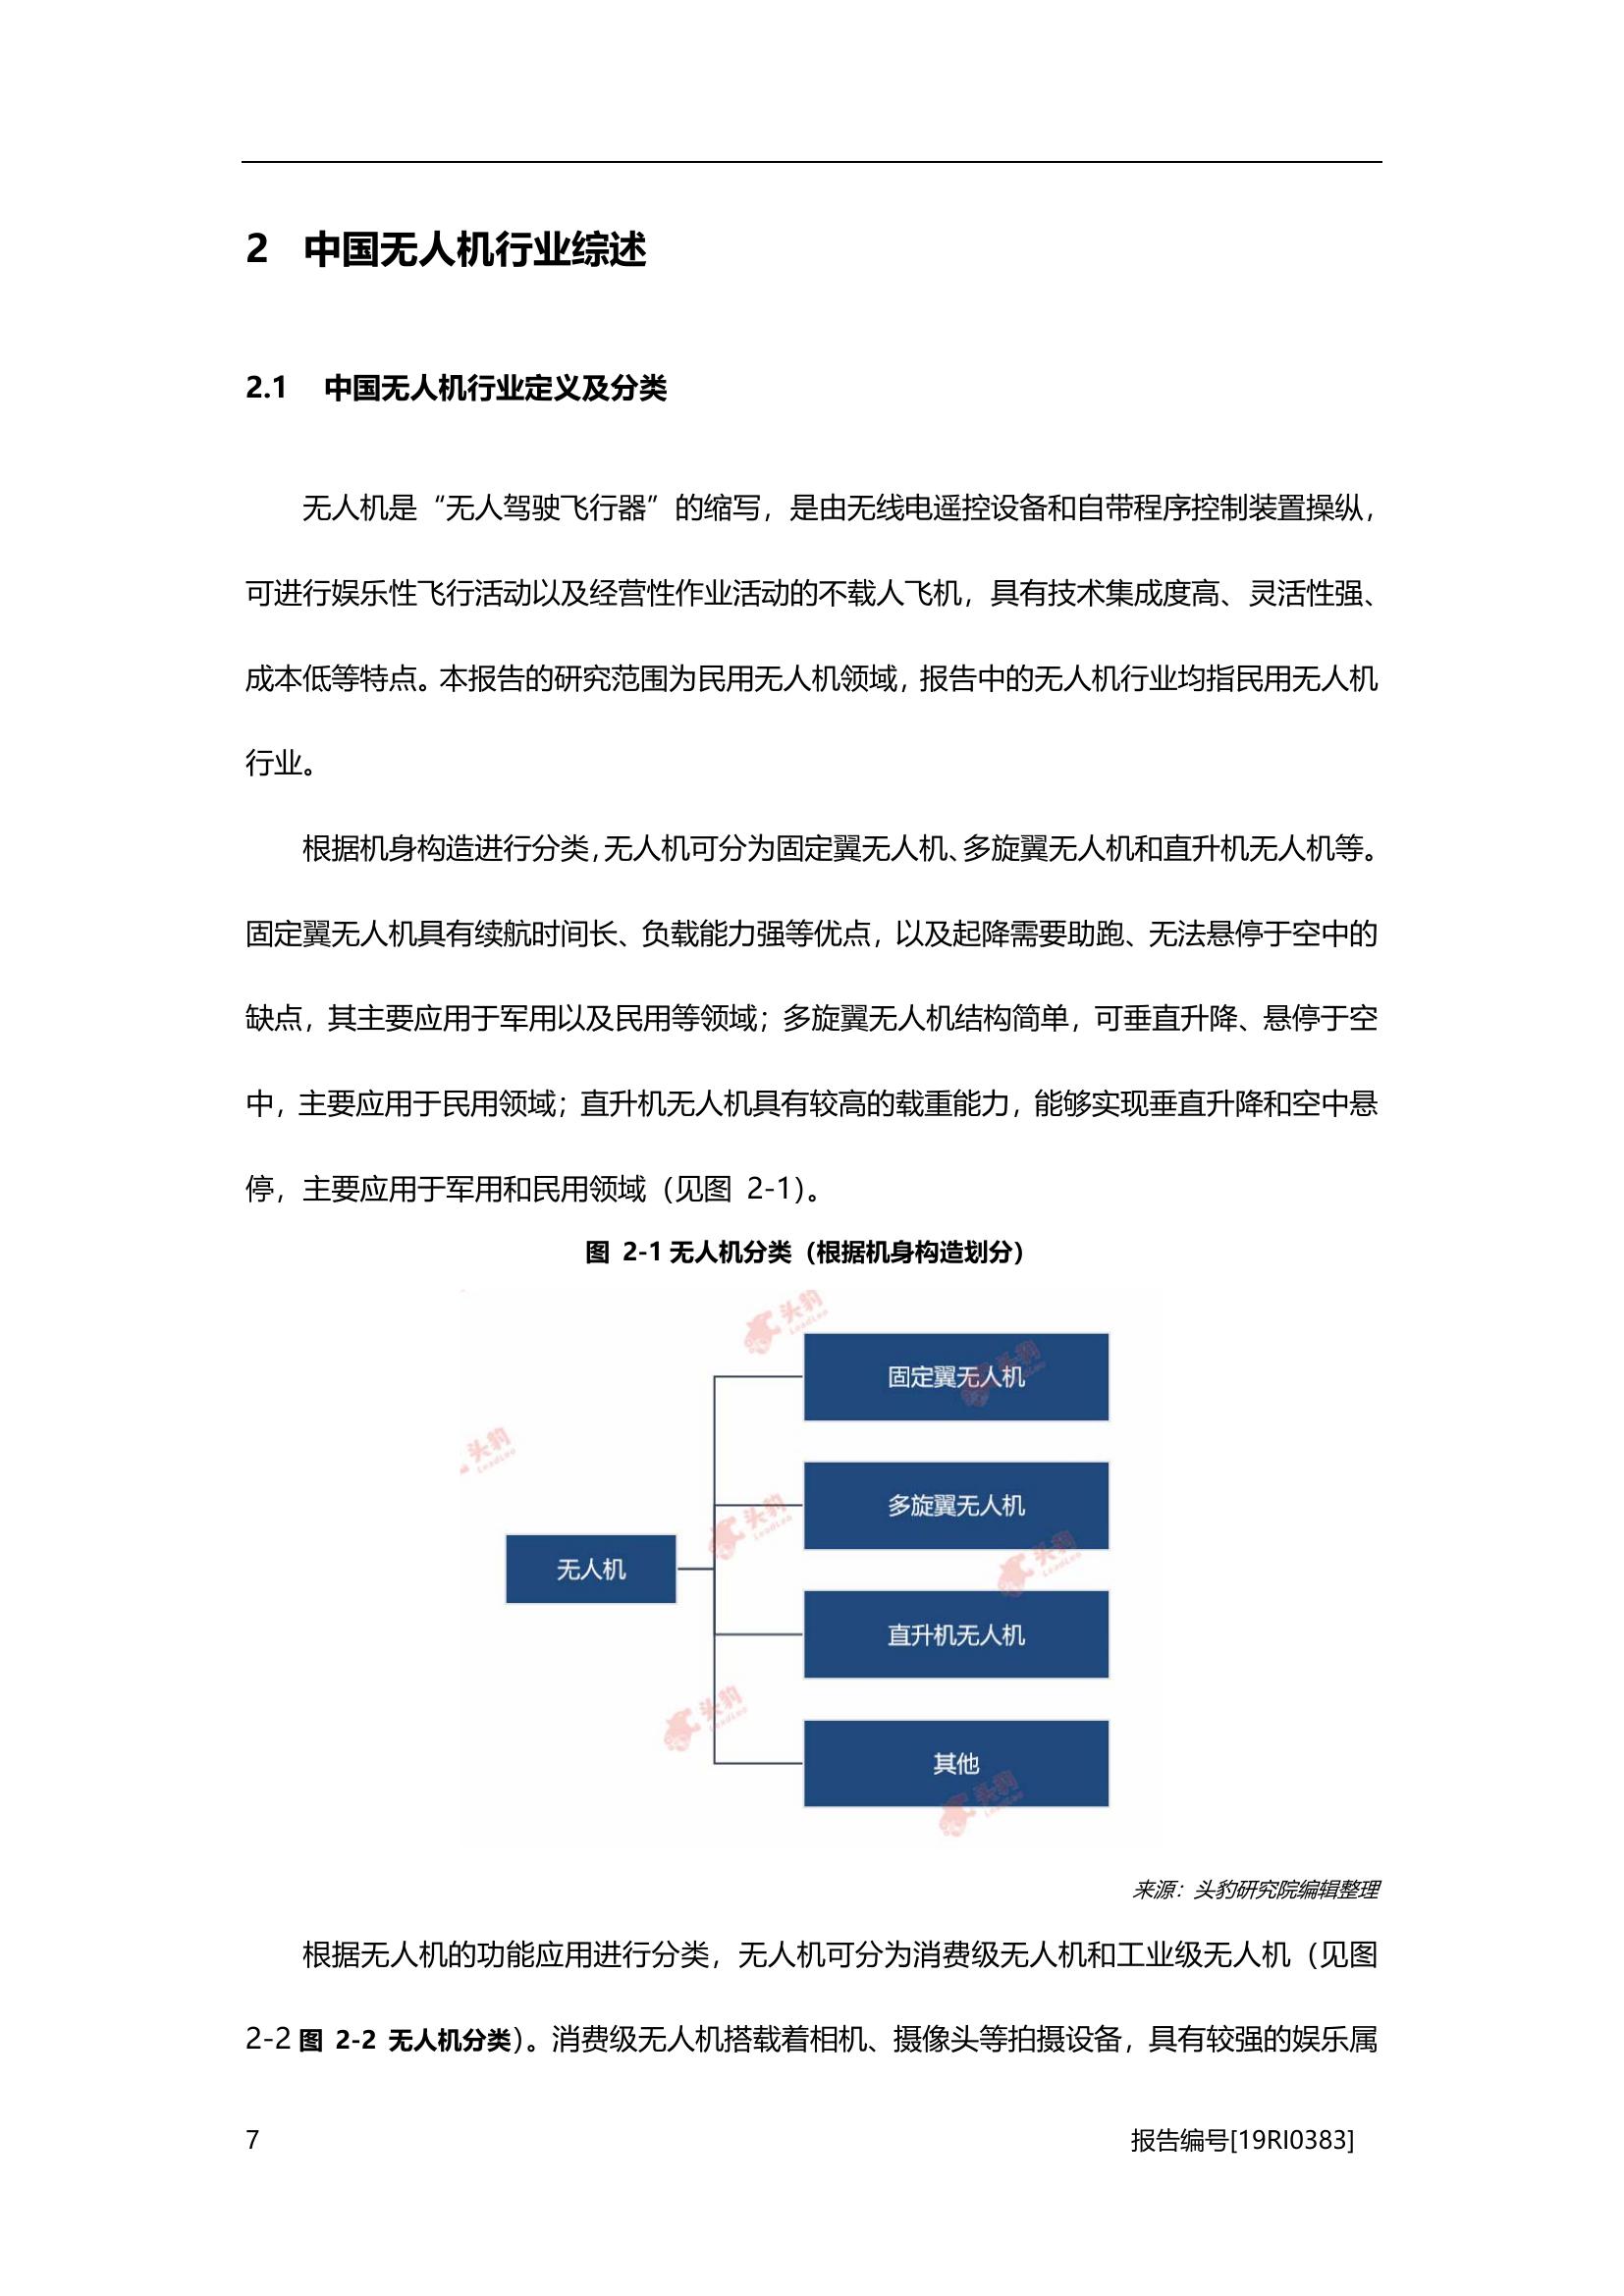 2 中国无人机行业综述
2.1 中国无人机行业定义及分类
无人机是“无人驾驶飞行器”的缩写，是由无线电遥控设备和自带程序控制装置操纵，
可进行娱乐性飞行活动以及经营性作业活动的不载人飞机，具有技术集成度高、灵活性强、
成本低等特点。本报告的研究范围为民用无人机领域，报告中的无人机行业均指民用无人机
行业。
根据机身构造进行分类，无人机可分为固定翼无人机、多旋翼无人机和直升机无人机等。
固定翼无人机具有续航时间长、负载能力强等优点，以及起降需要助跑、无法悬停于空中的
缺点，其主要应用于军用以及民用等领域；多旋翼无人机结构简单，可垂直升降、悬停于空
中，主要应用于民用领域；直升机无人机具有较高的载重能力，能够实现垂直升降和空中悬
停，主要应用于军用和民用领域（见图 2-1）。
图 2-1 无人机分类（根据机身构造划分）
头豹
LeadLeo
固定翼无人机
头豹
LeadLeo
头豹
LeadLeo
多旋翼无人机
头豹
LeadLeo
头豹
LeadLeo
无人机
直升机无人机
头豹
LeadLeo
其他
头豹
LeadLeo
来源：头豹研究院编辑整理
根据无人机的功能应用进行分类，无人机可分为消费级无人机和工业级无人机（见图
2-2 图 2-2 无人机分类）。消费级无人机搭载着相机、摄像头等拍摄设备，具有较强的娱乐属
7 报告编号[19RI0383]